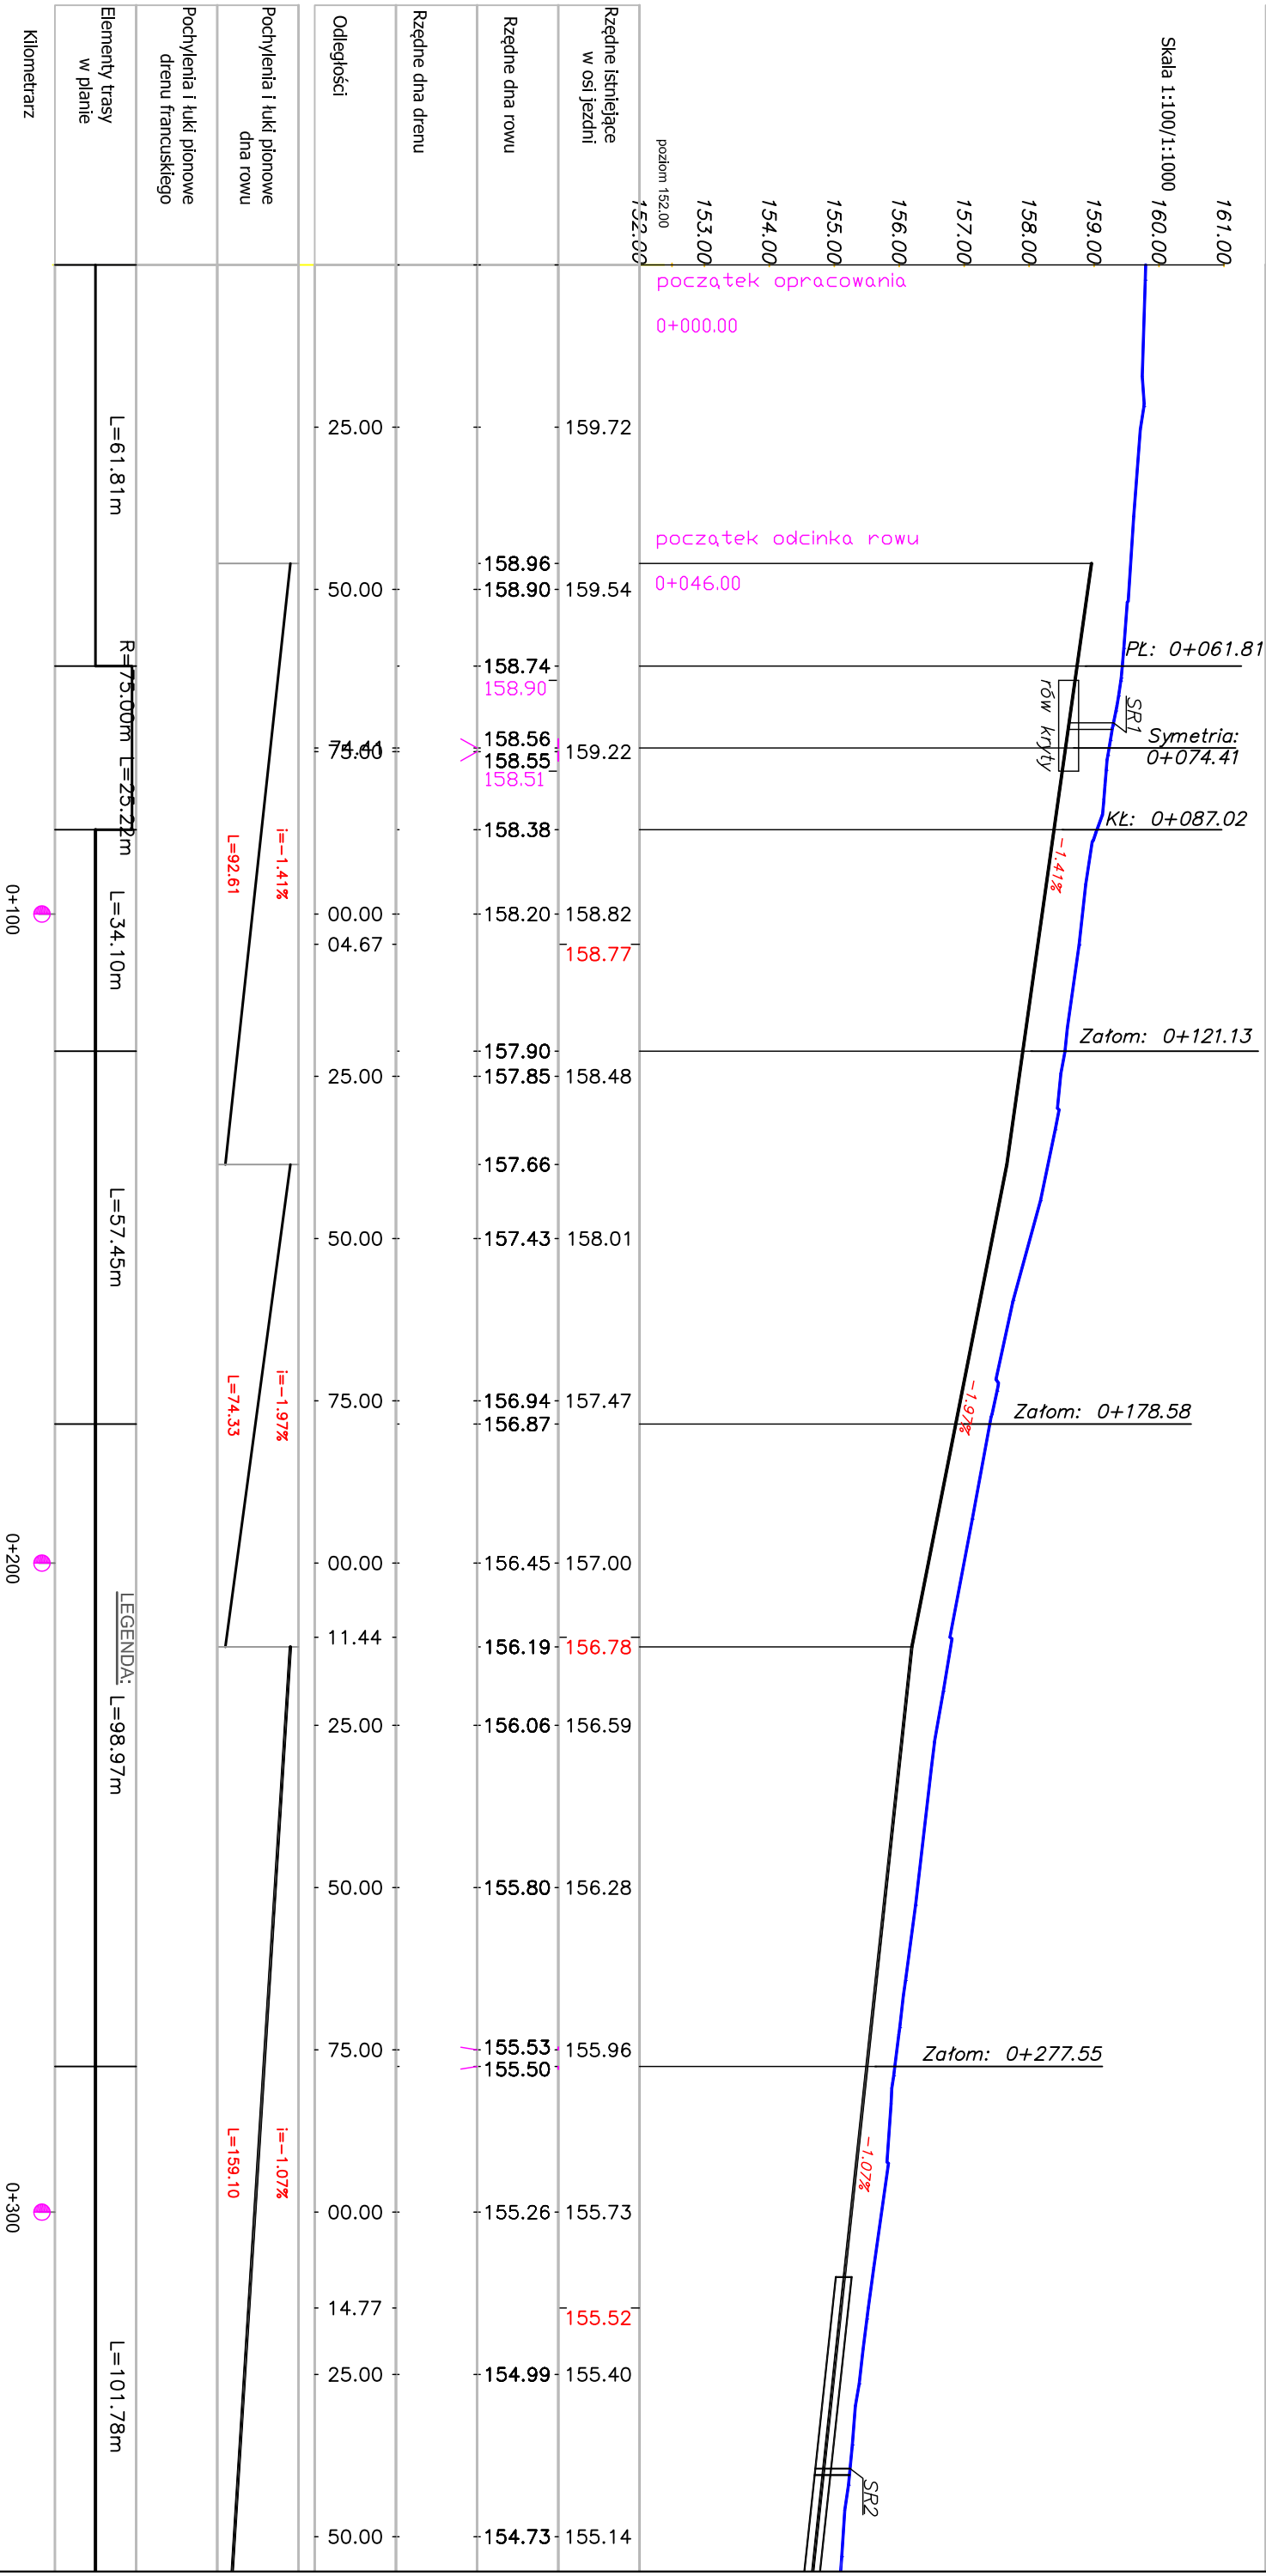 Skala 1:100/1:1000
161.00
160.00
159.00
158.00
157.00
156.00
155.00
154.00
153.00
152.00
poziom 152.00
początek opracowania
0+000.00
początek odcinka rowu
0+046.00
PŁ: 0+061.81
SR1
rów kryty
Symetria:
0+074.41
KŁ: 0+087.02
-1.41%
Załom: 0+121.13
-1.97%
Załom: 0+178.58
Załom: 0+277.55
-1.07%
SR2
Rzędne istniejące
w osi jezdni
159.72
159.54
159.22
158.82
158.77
158.48
158.01
157.47
157.00
156.78
156.59
156.28
155.96
155.73
155.52
155.40
155.14
Rzędne dna rowu
158.96
158.90
158.74
158.90
158.56
158.55
158.51
158.38
158.20
157.90
157.85
157.66
157.43
156.94
156.87
156.45
156.19
156.06
155.80
155.53
155.50
155.26
154.99
154.73
Rzędne dna drenu
Odległości
25.00
50.00
74.41
75.00
00.00
04.67
25.00
50.00
75.00
00.00
11.44
25.00
50.00
75.00
00.00
14.77
25.00
50.00
Pochylenia i łuki pionowe
dna rowu
i=-1.41%
L=92.61
i=-1.97%
L=74.33
i=-1.07%
L=159.10
Pochylenia i łuki pionowe
drenu francuskiego
Elementy trasy
w planie
L=61.81m
R=75.00m L=25.22m
L=34.10m
L=57.45m
LEGENDA:
L=98.97m
L=101.78m
Kilometrarz
0+100
0+200
0+300